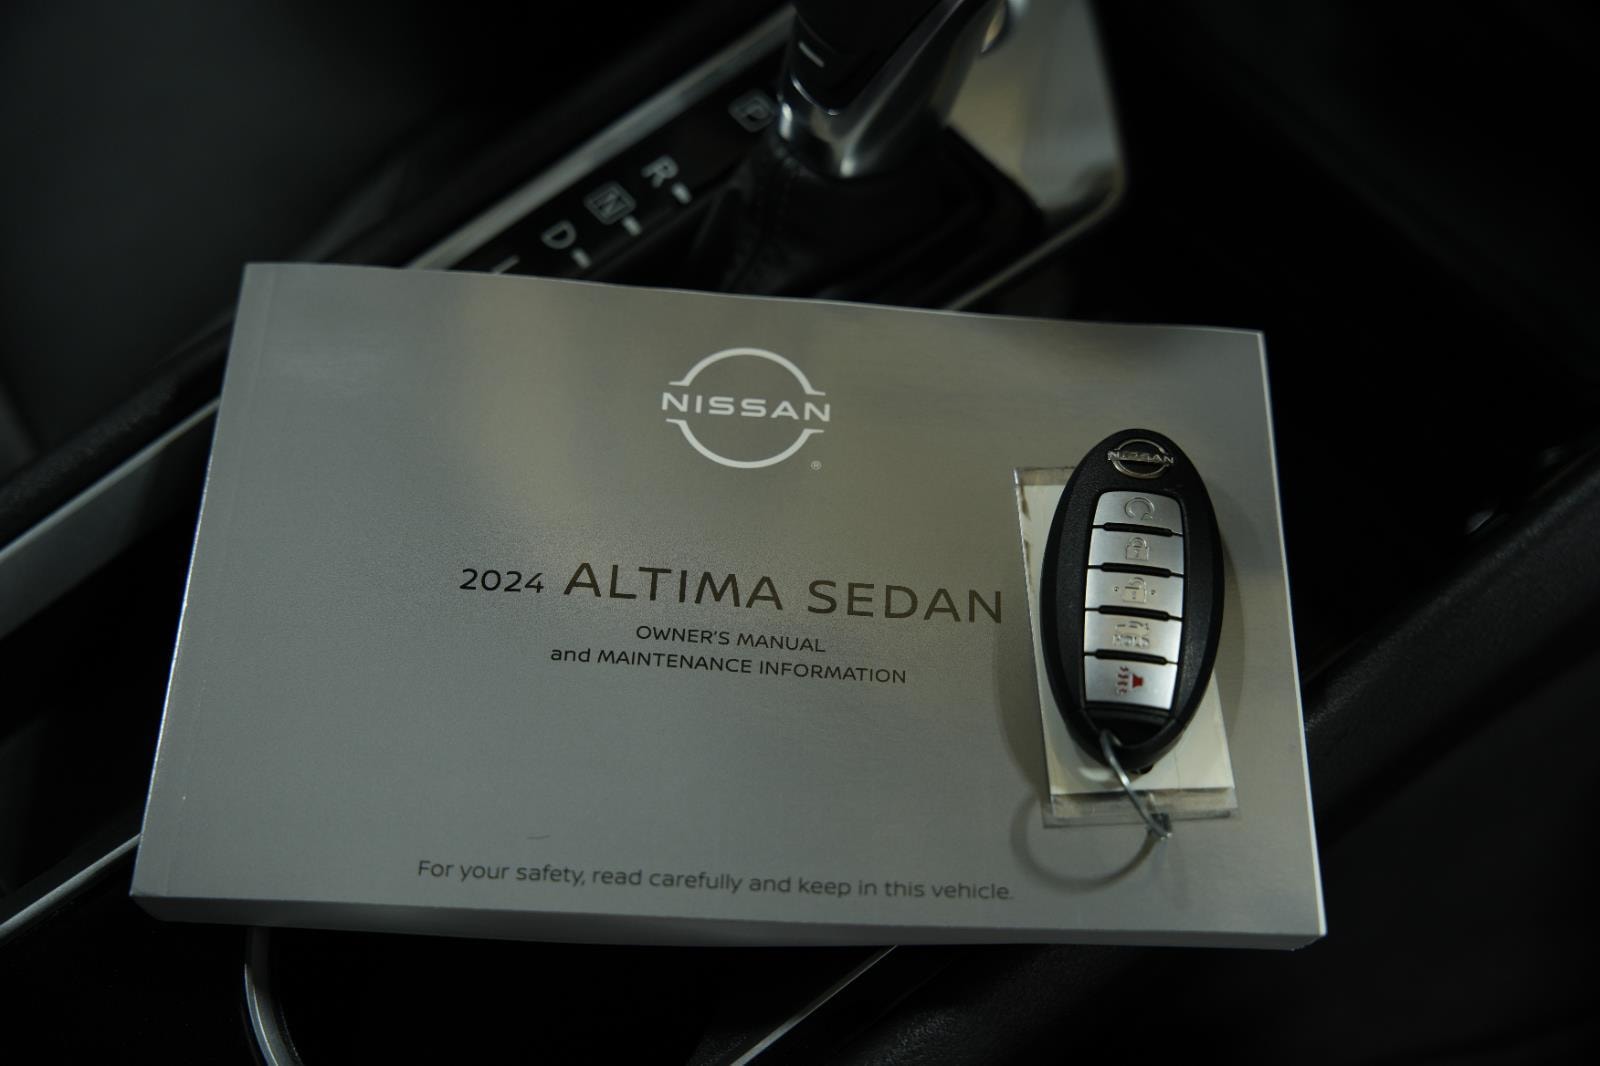 P
R
N
D
L
NISSAN
®
NISSAN
2024 ALTIMA SEDAN
OWNER'S MANUAL
and MAINTENANCE INFORMATION
HOLD
For your safety, read carefully and keep in this vehicle.